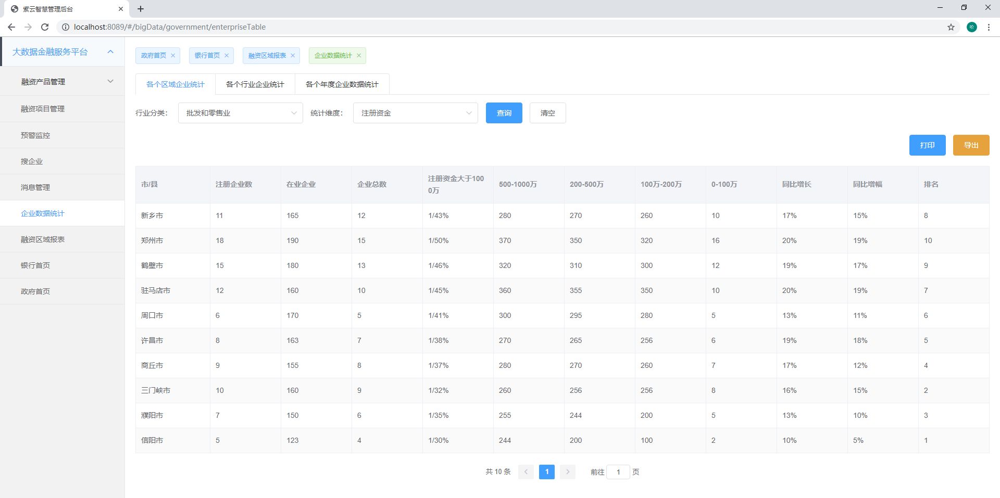 紫云智慧管理后台
localhost:8089/#/bigData/government/enterpriseTable
哈
大数据金融服务平台
融资产品管理
融资项目管理
预警监控
搜企业
消息管理
企业数据统计
融资区域报表
银行首页
政府首页
政府首页 银行首页 融资区域报表 企业数据统计
各个区域企业统计 各个行业企业统计 各个年度企业数据统计
行业分类： 批发和零售业 统计维度： 注册资金 查询 清空
打印 导出
市/县 注册企业数 在业企业 企业总数 注册资金大于1000万 500-1000万 200-500万 100万-200万 0-100万 同比增长 同比增幅 排名
新乡市 11 165 12 1/43% 280 270 260 10 17% 15% 8
郑州市 18 190 15 1/50% 370 350 320 16 20% 19% 10
鹤壁市 15 180 13 1/46% 320 310 300 12 19% 17% 9
驻马店市 12 160 10 1/45% 360 355 350 10 20% 19% 7
周口市 6 170 5 1/41% 300 295 280 5 13% 11% 6
许昌市 8 163 7 1/38% 270 265 256 6 19% 18% 5
商丘市 9 155 8 1/37% 280 270 260 7 17% 12% 4
三门峡市 10 160 9 1/32% 260 256 256 8 16% 15% 2
濮阳市 7 150 6 1/35% 255 244 200 5 13% 10% 3
信阳市 5 123 4 1/30% 244 200 100 2 10% 5% 1
共 10 条 1 前往 1 页